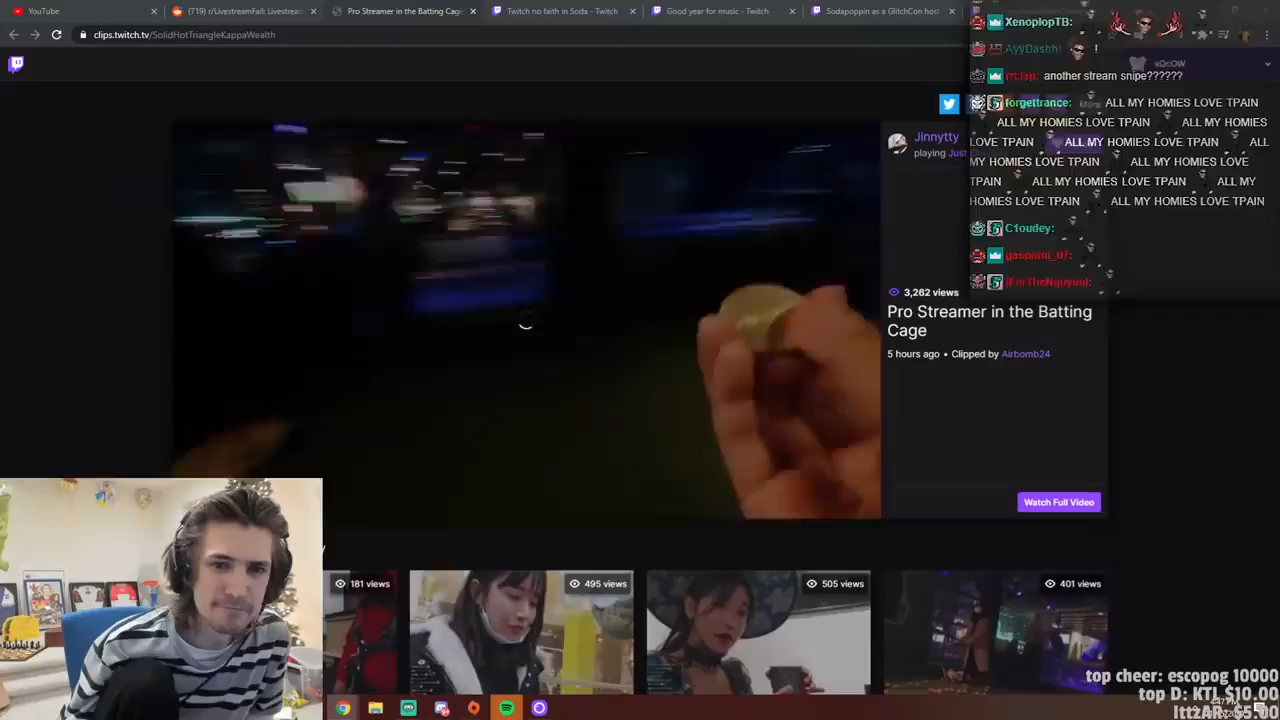 YouTube
(719) r/LivestreamFail: Livestream
Pro Streamer in the Batting Cage
Twitch no faith in Soda - Twitch
Good year for music - Twitch
Sodapoppin as a GlitchCon host
clips.twitch.tv/SolidHotTriangleKappaWealth
XenoplopTB:
AyyDashh: !
xQcOW
another stream snipe??????
forgettrance: ALL MY HOMIES LOVE TPAIN
ALL MY HOMIES LOVE TPAIN ALL MY HOMIES
LOVE TPAIN ALL MY HOMIES LOVE TPAIN ALL
MY HOMIES LOVE TPAIN ALL MY HOMIES LOVE
TPAIN ALL MY HOMIES LOVE TPAIN ALL MY
HOMIES LOVE TPAIN ALL MY HOMIES LOVE TPAIN
C1oudey:
Jinnytty
playing Just
3,262 views
Pro Streamer in the Batting
Cage
5 hours ago • Clipped by Airbomb24
Watch Full Video
181 views
495 views
505 views
401 views
top cheer: escopog 10000
top D: KTL $10.00